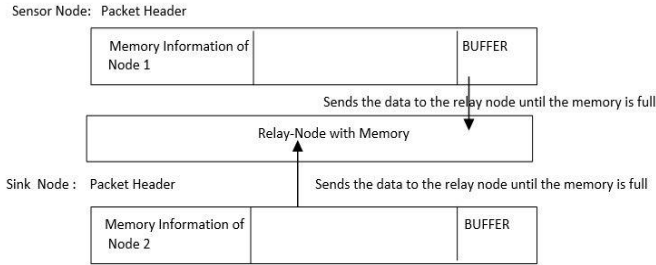 Sensor Node: Packet Header
Memory Information of
Node 1
BUFFER
Sends the data to the relay node until the memory is full
Relay-Node with Memory
Sink Node : Packet Header
Sends the data to the relay node until the memory is full
Memory Information of
Node 2
BUFFER